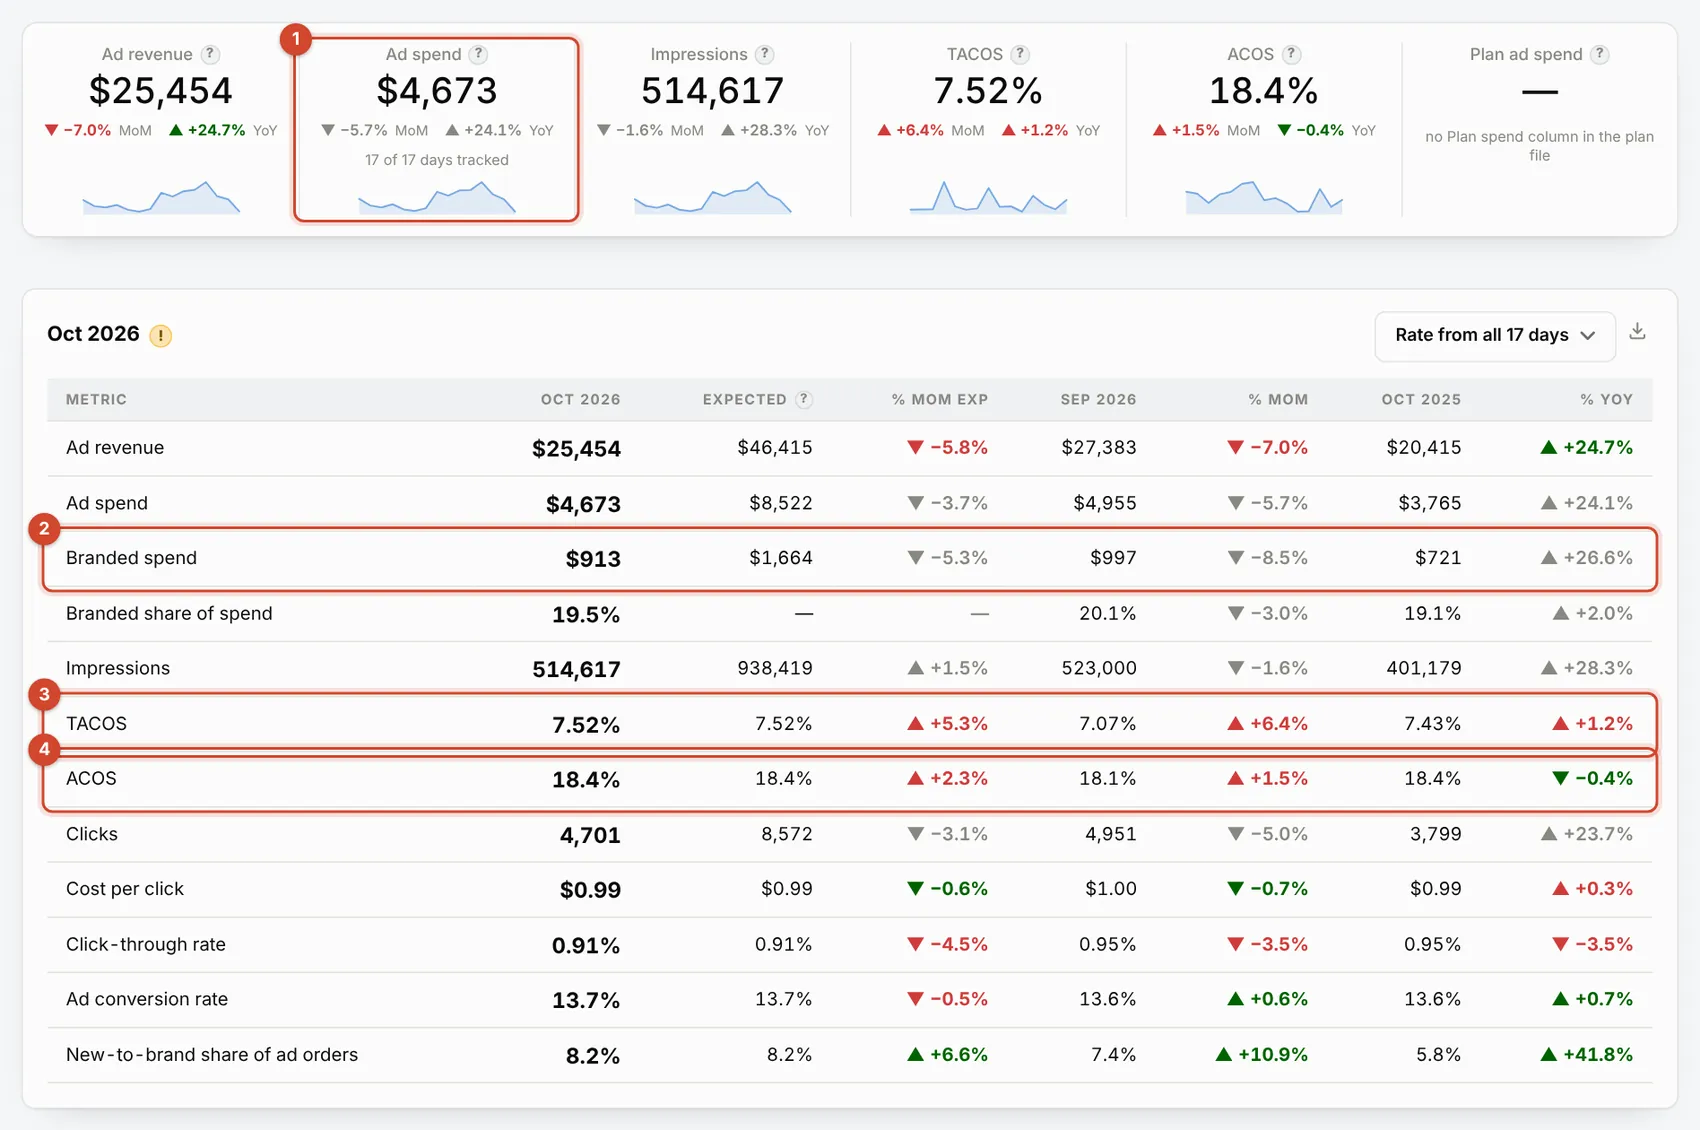 1
Ad revenue ?
$25,454
▼ −7.0% MoM ▲ +24.7% YoY
Ad spend ?
$4,673
▼ −5.7% MoM ▲ +24.1% YoY
17 of 17 days tracked
Impressions ?
514,617
▼ −1.6% MoM ▲ +28.3% YoY
TACOS ?
7.52%
▲ +6.4% MoM ▲ +1.2% YoY
ACOS ?
18.4%
▲ +1.5% MoM ▼ −0.4% YoY
Plan ad spend ?
—
no Plan spend column in the plan
file
Oct 2026 !
Rate from all 17 days
METRIC OCT 2026 EXPECTED ? % MOM EXP SEP 2026 % MOM OCT 2025 % YOY
Ad revenue $25,454 $46,415 ▼ −5.8% $27,383 ▼ −7.0% $20,415 ▲ +24.7%
Ad spend $4,673 $8,522 ▼ −3.7% $4,955 ▼ −5.7% $3,765 ▲ +24.1%
2
Branded spend $913 $1,664 ▼ −5.3% $997 ▼ −8.5% $721 ▲ +26.6%
Branded share of spend 19.5% — — 20.1% ▼ −3.0% 19.1% ▲ +2.0%
Impressions 514,617 938,419 ▲ +1.5% 523,000 ▼ −1.6% 401,179 ▲ +28.3%
3
TACOS 7.52% 7.52% ▲ +5.3% 7.07% ▲ +6.4% 7.43% ▲ +1.2%
4
ACOS 18.4% 18.4% ▲ +2.3% 18.1% ▲ +1.5% 18.4% ▼ −0.4%
Clicks 4,701 8,572 ▼ −3.1% 4,951 ▼ −5.0% 3,799 ▲ +23.7%
Cost per click $0.99 $0.99 ▼ −0.6% $1.00 ▼ −0.7% $0.99 ▲ +0.3%
Click-through rate 0.91% 0.91% ▼ −4.5% 0.95% ▼ −3.5% 0.95% ▼ −3.5%
Ad conversion rate 13.7% 13.7% ▼ −0.5% 13.6% ▲ +0.6% 13.6% ▲ +0.7%
New-to-brand share of ad orders 8.2% 8.2% ▲ +6.6% 7.4% ▲ +10.9% 5.8% ▲ +41.8%